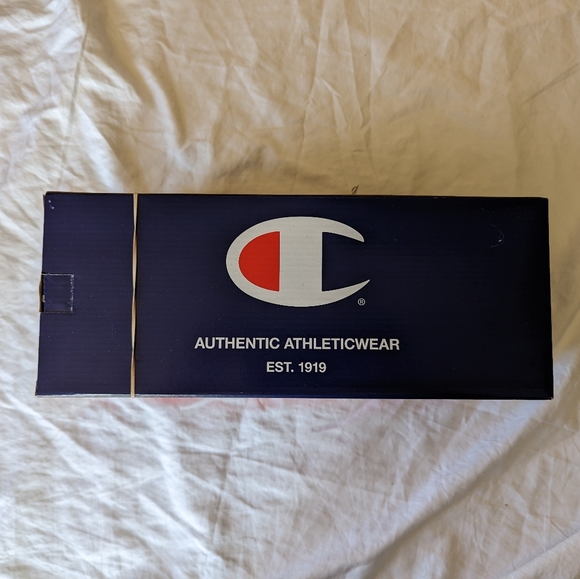 ®
AUTHENTIC ATHLETICWEAR
EST. 1919